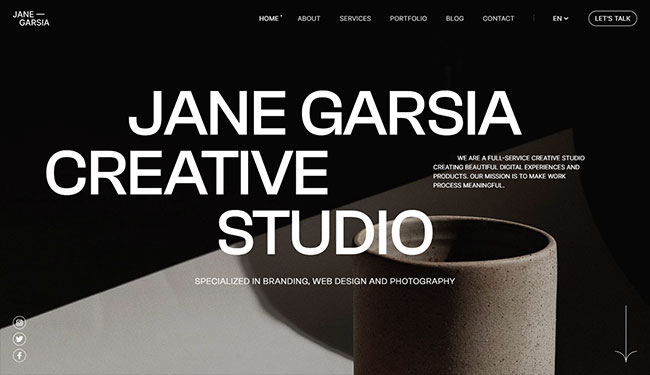 JANE —
GARSIA
HOME
ABOUT
SERVICES
PORTFOLIO
BLOG
CONTACT
EN
LET'S TALK
JANE GARSIA
CREATIVE
STUDIO
WE ARE A FULL-SERVICE CREATIVE STUDIO
CREATING BEAUTIFUL DIGITAL EXPERIENCES AND
PRODUCTS. OUR MISSION IS TO MAKE WORK
PROCESS MEANINGFUL.
SPECIALIZED IN BRANDING, WEB DESIGN AND PHOTOGRAPHY